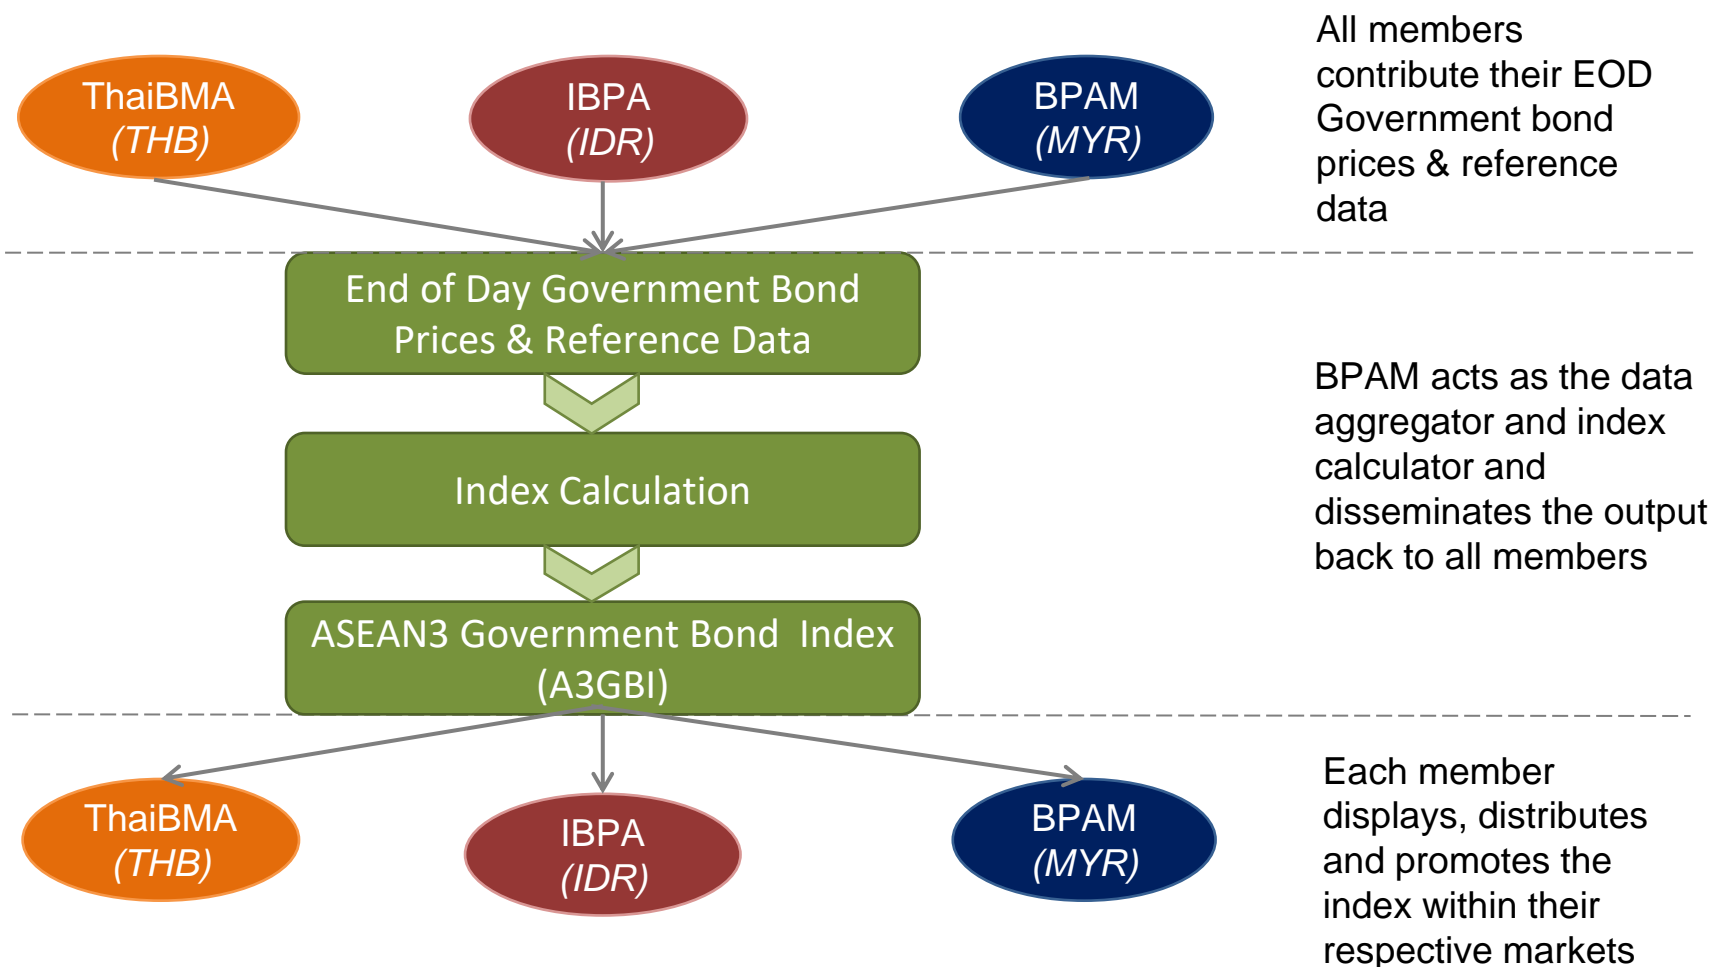 ThaiBMA
(THB)
IBPA
(IDR)
BPAM
(MYR)
All members
contribute their EOD
Government bond
prices & reference
data
End of Day Government Bond
Prices & Reference Data
Index Calculation
ASEAN3 Government Bond  Index
(A3GBI)
BPAM acts as the data
aggregator and index
calculator and
disseminates the output
back to all members
ThaiBMA
(THB)
IBPA
(IDR)
BPAM
(MYR)
Each member
displays, distributes
and promotes the
index within their
respective markets